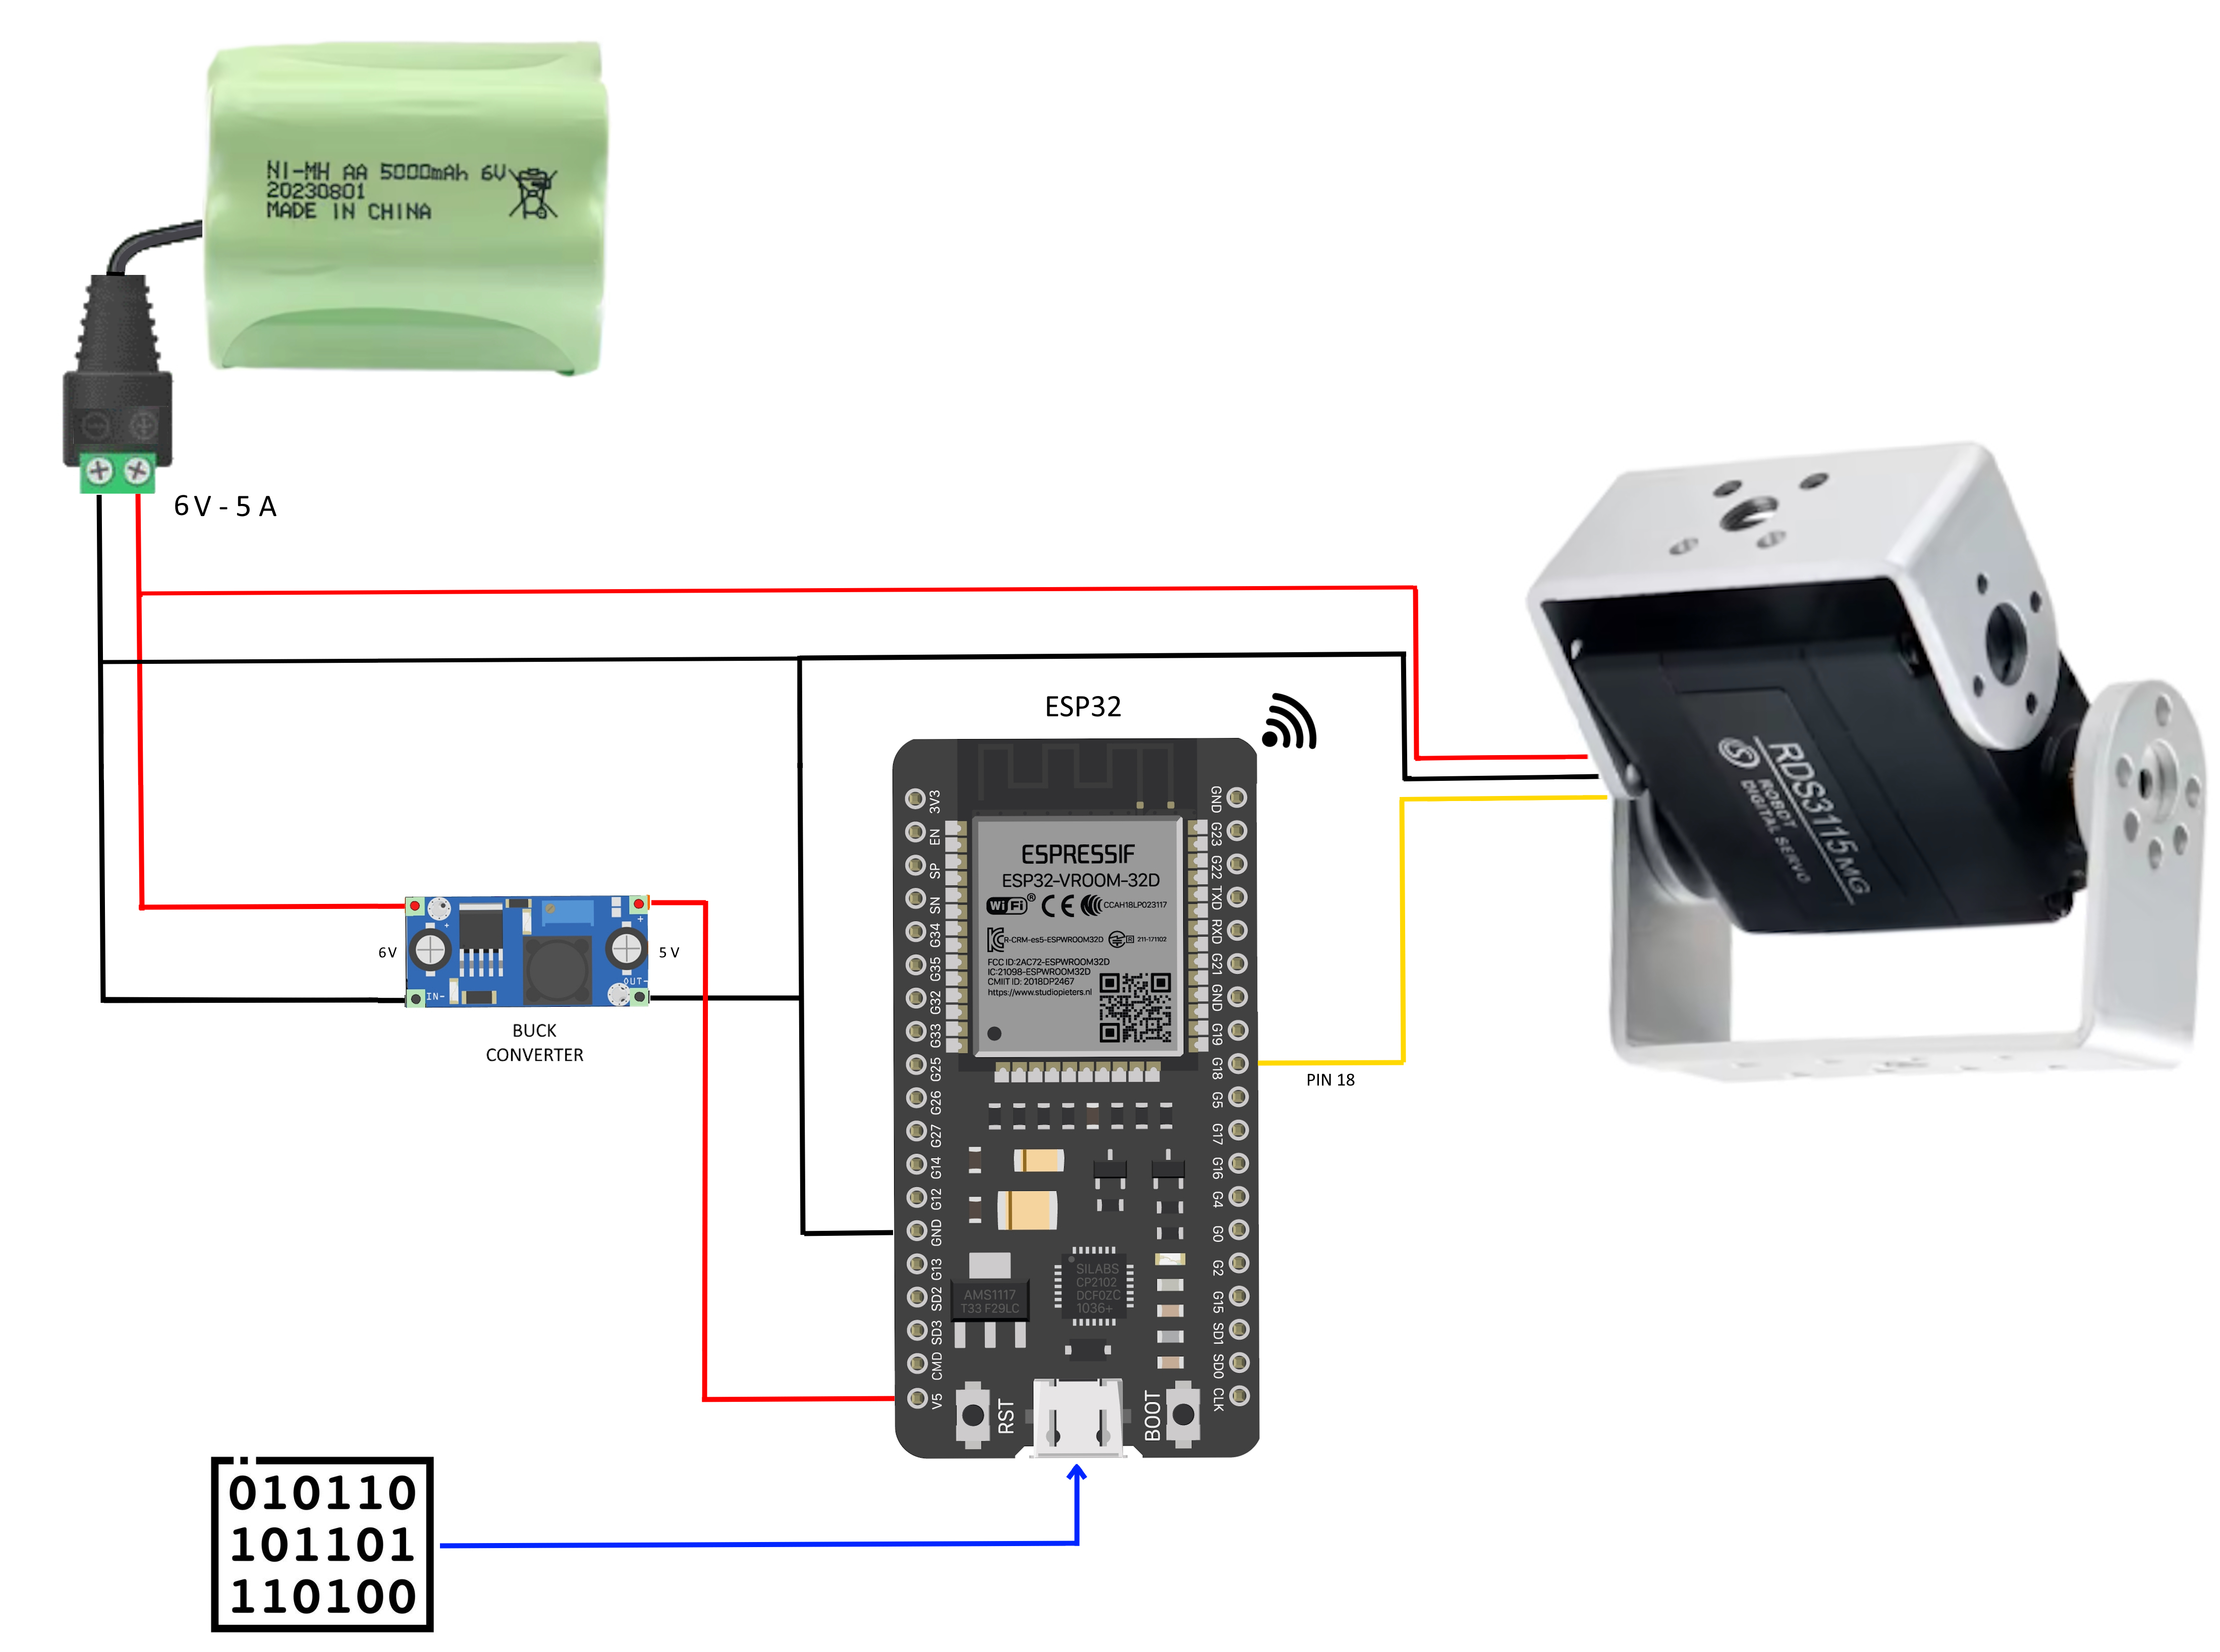 NI-MH AA 5000mAh 6V
20230801
MADE IN CHINA
6 V - 5 A
ESP32
3V3
EN
SP
SN
G34
G35
G32
G33
G25
G26
G27
G14
G12
GND
G13
SD2
SD3
CMD
V5
GND
G23
G22
TXD
RXD
G21
GND
G19
G18
G5
G17
G16
G4
G0
G2
G15
SD1
SD0
CLK
ESPRESSIF
ESP32-VROOM-32D
WiFi® CE CCAH18LP023117
R-CRM-es5-ESPWROOM32D R 211-171102
FCC ID:2AC72-ESPWROOM32D
IC:21098-ESPWROOM32D
CMIIT ID: 2018DP2467
https://www.studiopieters.nl
6 V
5 V
IN-
OUT-
BUCK
CONVERTER
PIN 18
RDS3115MG
ROBOT
DIGITAL SERVO
AMS1117
T33 F29LC
SILABS
CP2102
DCF0ZC
1036+
RST
BOOT
010110
101101
110100